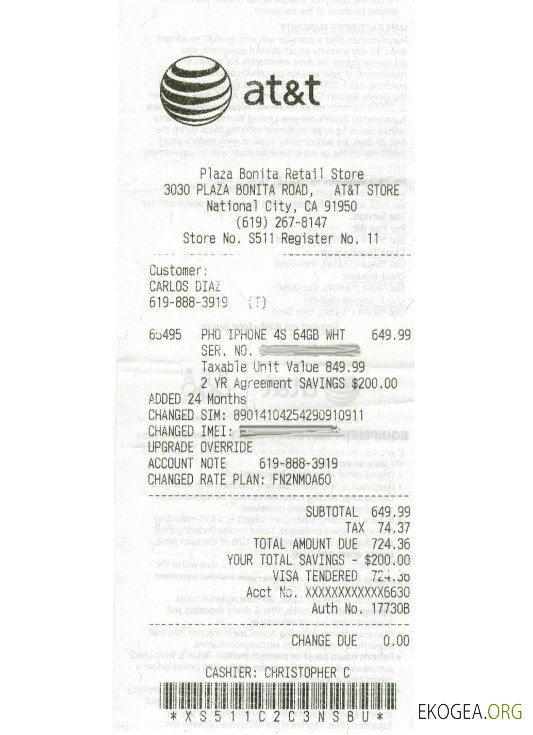 at&t
Plaza Bonita Retail Store
3030 PLAZA BONITA ROAD, AT&T STORE
National City, CA 91950
(619) 267-8147
Store No. S511 Register No. 11
Customer:
CARLOS DIAZ
619-888-3919 (T)
65495 PHO IPHONE 4S 64GB WHT 649.99
SER. NO.
Taxable Unit Value 849.99
2 YR Agreement SAVINGS $200.00
ADDED 24 Months
CHANGED SIM: 89014104254290910911
CHANGED IMEI:
UPGRADE OVERRIDE
ACCOUNT NOTE 619-888-3919
CHANGED RATE PLAN: FN2NMOA60
SUBTOTAL 649.99
TAX 74.37
TOTAL AMOUNT DUE 724.36
YOUR TOTAL SAVINGS - $200.00
VISA TENDERED 724.36
Acct No. XXXXXXXXXXXX6630
Auth No. 17730B
CHANGE DUE 0.00
CASHIER: CHRISTOPHER C
*XS511C2C3NSBU*
EKOGEA.ORG